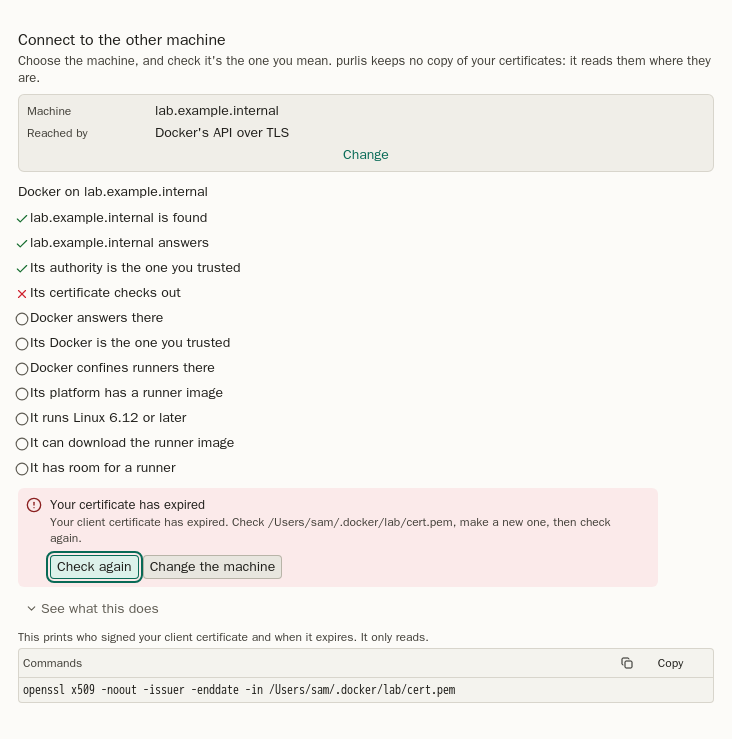 Connect to the other machine
Choose the machine, and check it's the one you mean. purlis keeps no copy of your certificates: it reads them where they
are.
Machine lab.example.internal
Reached by Docker's API over TLS
Change
Docker on lab.example.internal
lab.example.internal is found
lab.example.internal answers
Its authority is the one you trusted
Its certificate checks out
Docker answers there
Its Docker is the one you trusted
Docker confines runners there
Its platform has a runner image
It runs Linux 6.12 or later
It can download the runner image
It has room for a runner
Your certificate has expired
Your client certificate has expired. Check /Users/sam/.docker/lab/cert.pem, make a new one, then check
again.
Check again Change the machine
See what this does
This prints who signed your client certificate and when it expires. It only reads.
Commands Copy
openssl x509 -noout -issuer -enddate -in /Users/sam/.docker/lab/cert.pem